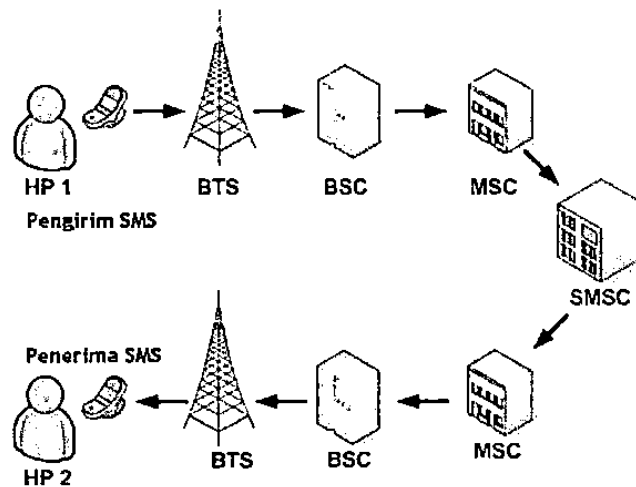 HP 1
BTS
BSC
MSC
Pengirim SMS
SMSC
Penerima SMS
HP 2
BTS
BSC
MSC